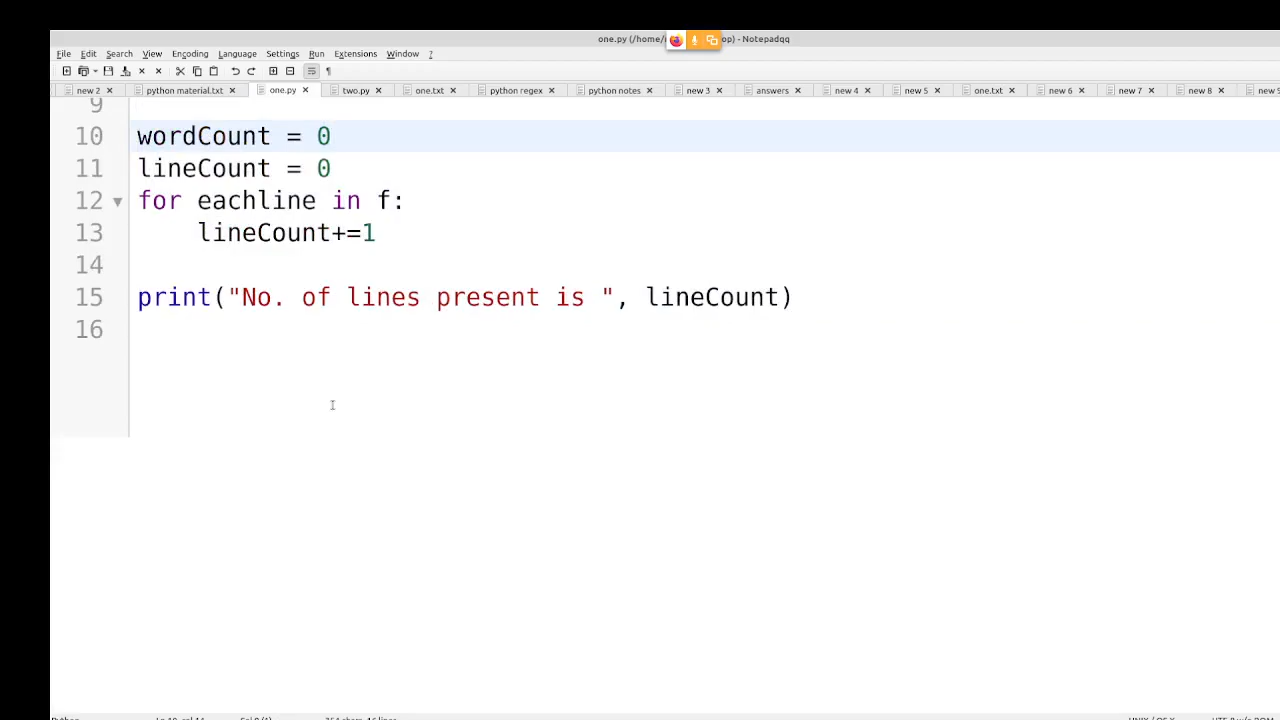 one.py (/home/ op) - Notepadqq
File Edit Search View Encoding Language Settings Run Extensions Window ?
new 2 python material.txt one.py two.py one.txt python regex python notes new 3 answers new 4 new 5 one.txt new 6 new 7 new 8 new 9
9
10 wordCount = 0
11 lineCount = 0
12 for eachline in f:
13 lineCount+=1
14
15 print("No. of lines present is ", lineCount)
16